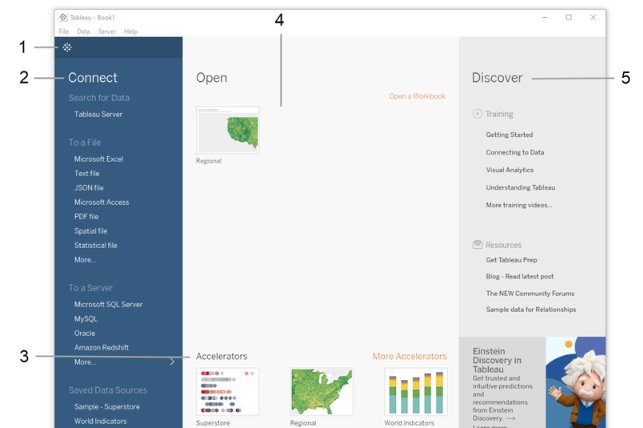 Tableau - Book1
File Data Server Help
1
2
3
4
5
Connect
Search for Data
Tableau Server
To a File
Microsoft Excel
Text file
JSON file
Microsoft Access
PDF file
Spatial file
Statistical file
More...
To a Server
Microsoft SQL Server
MySQL
Oracle
Amazon Redshift
More...
Saved Data Sources
Sample - Superstore
World Indicators
Open
Open a Workbook
Regional
Accelerators
More Accelerators
Superstore
Regional
World Indicators
Discover
Training
Getting Started
Connecting to Data
Visual Analytics
Understanding Tableau
More training videos...
Resources
Get Tableau Prep
Blog - Read latest post
The NEW Community Forums
Sample data for Relationships
Einstein
Discovery in
Tableau
Get trusted and
intuitive predictions
and
recommendations
from Einstein
Discovery. →
Learn more